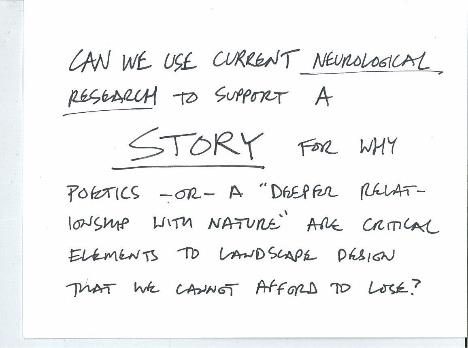 CAN WE USE CURRENT NEUROLOGICAL
RESEARCH TO SUPPORT A
STORY FOR WHY
POETICS -OR- A "DEEPER RELAT-
IONSHIP WITH NATURE" ARE CRITICAL
ELEMENTS TO LANDSCAPE DESIGN
THAT WE CANNOT AFFORD TO LOSE?